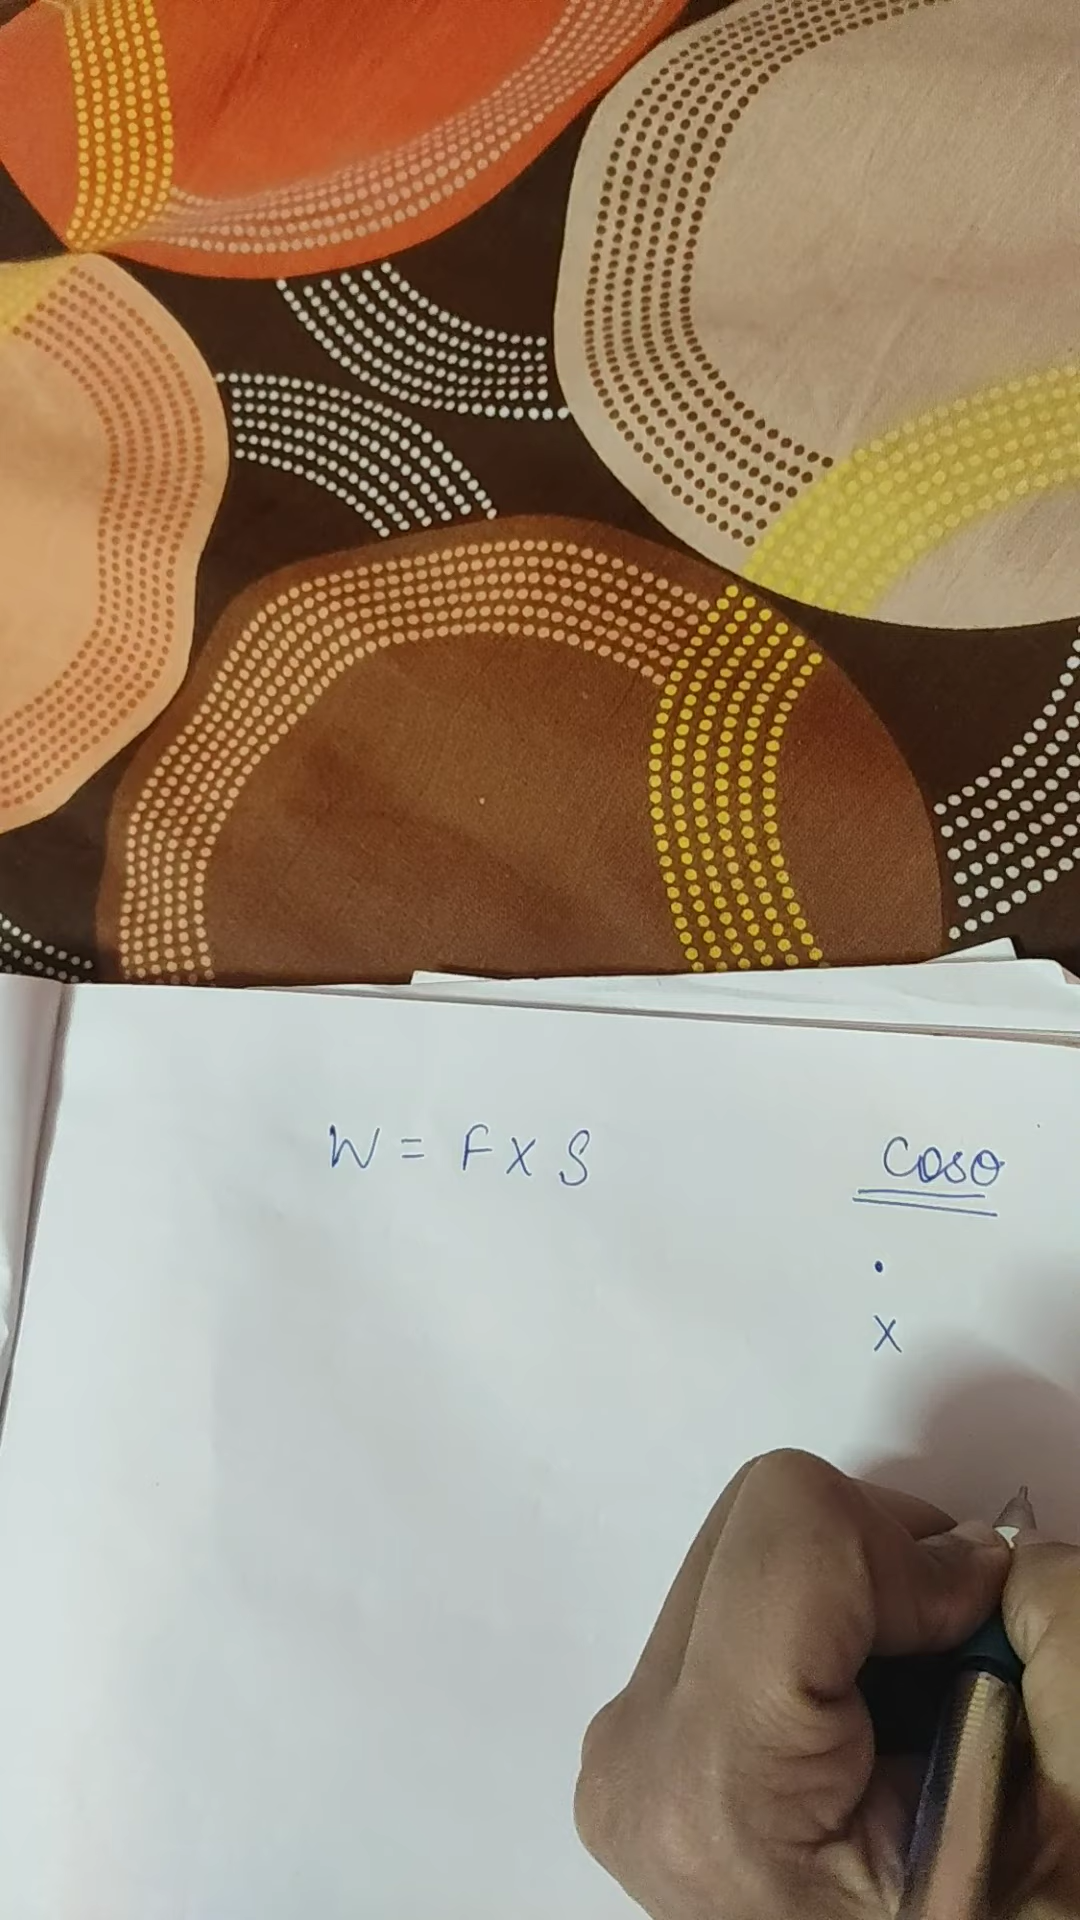 W = F X S
Cosθ
.
X